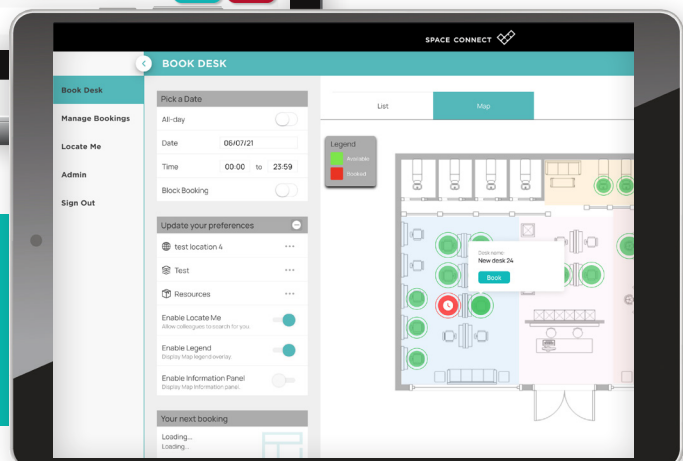 SPACE CONNECT
BOOK DESK
Book Desk
Manage Bookings
Locate Me
Admin
Sign Out
Pick a Date
All-day
Date 06/07/21
Time 00:00 to 23:59
Block Booking
Update your preferences
test location 4
Test
Resources
Enable Locate Me
Allow colleagues to search for you.
Enable Legend
Display Map legend overlay.
Enable Information Panel
Display Map information panel.
Your next booking
Loading...
Loading...
List
Map
Legend
Available
Booked
Desk name:
New desk 24
Book